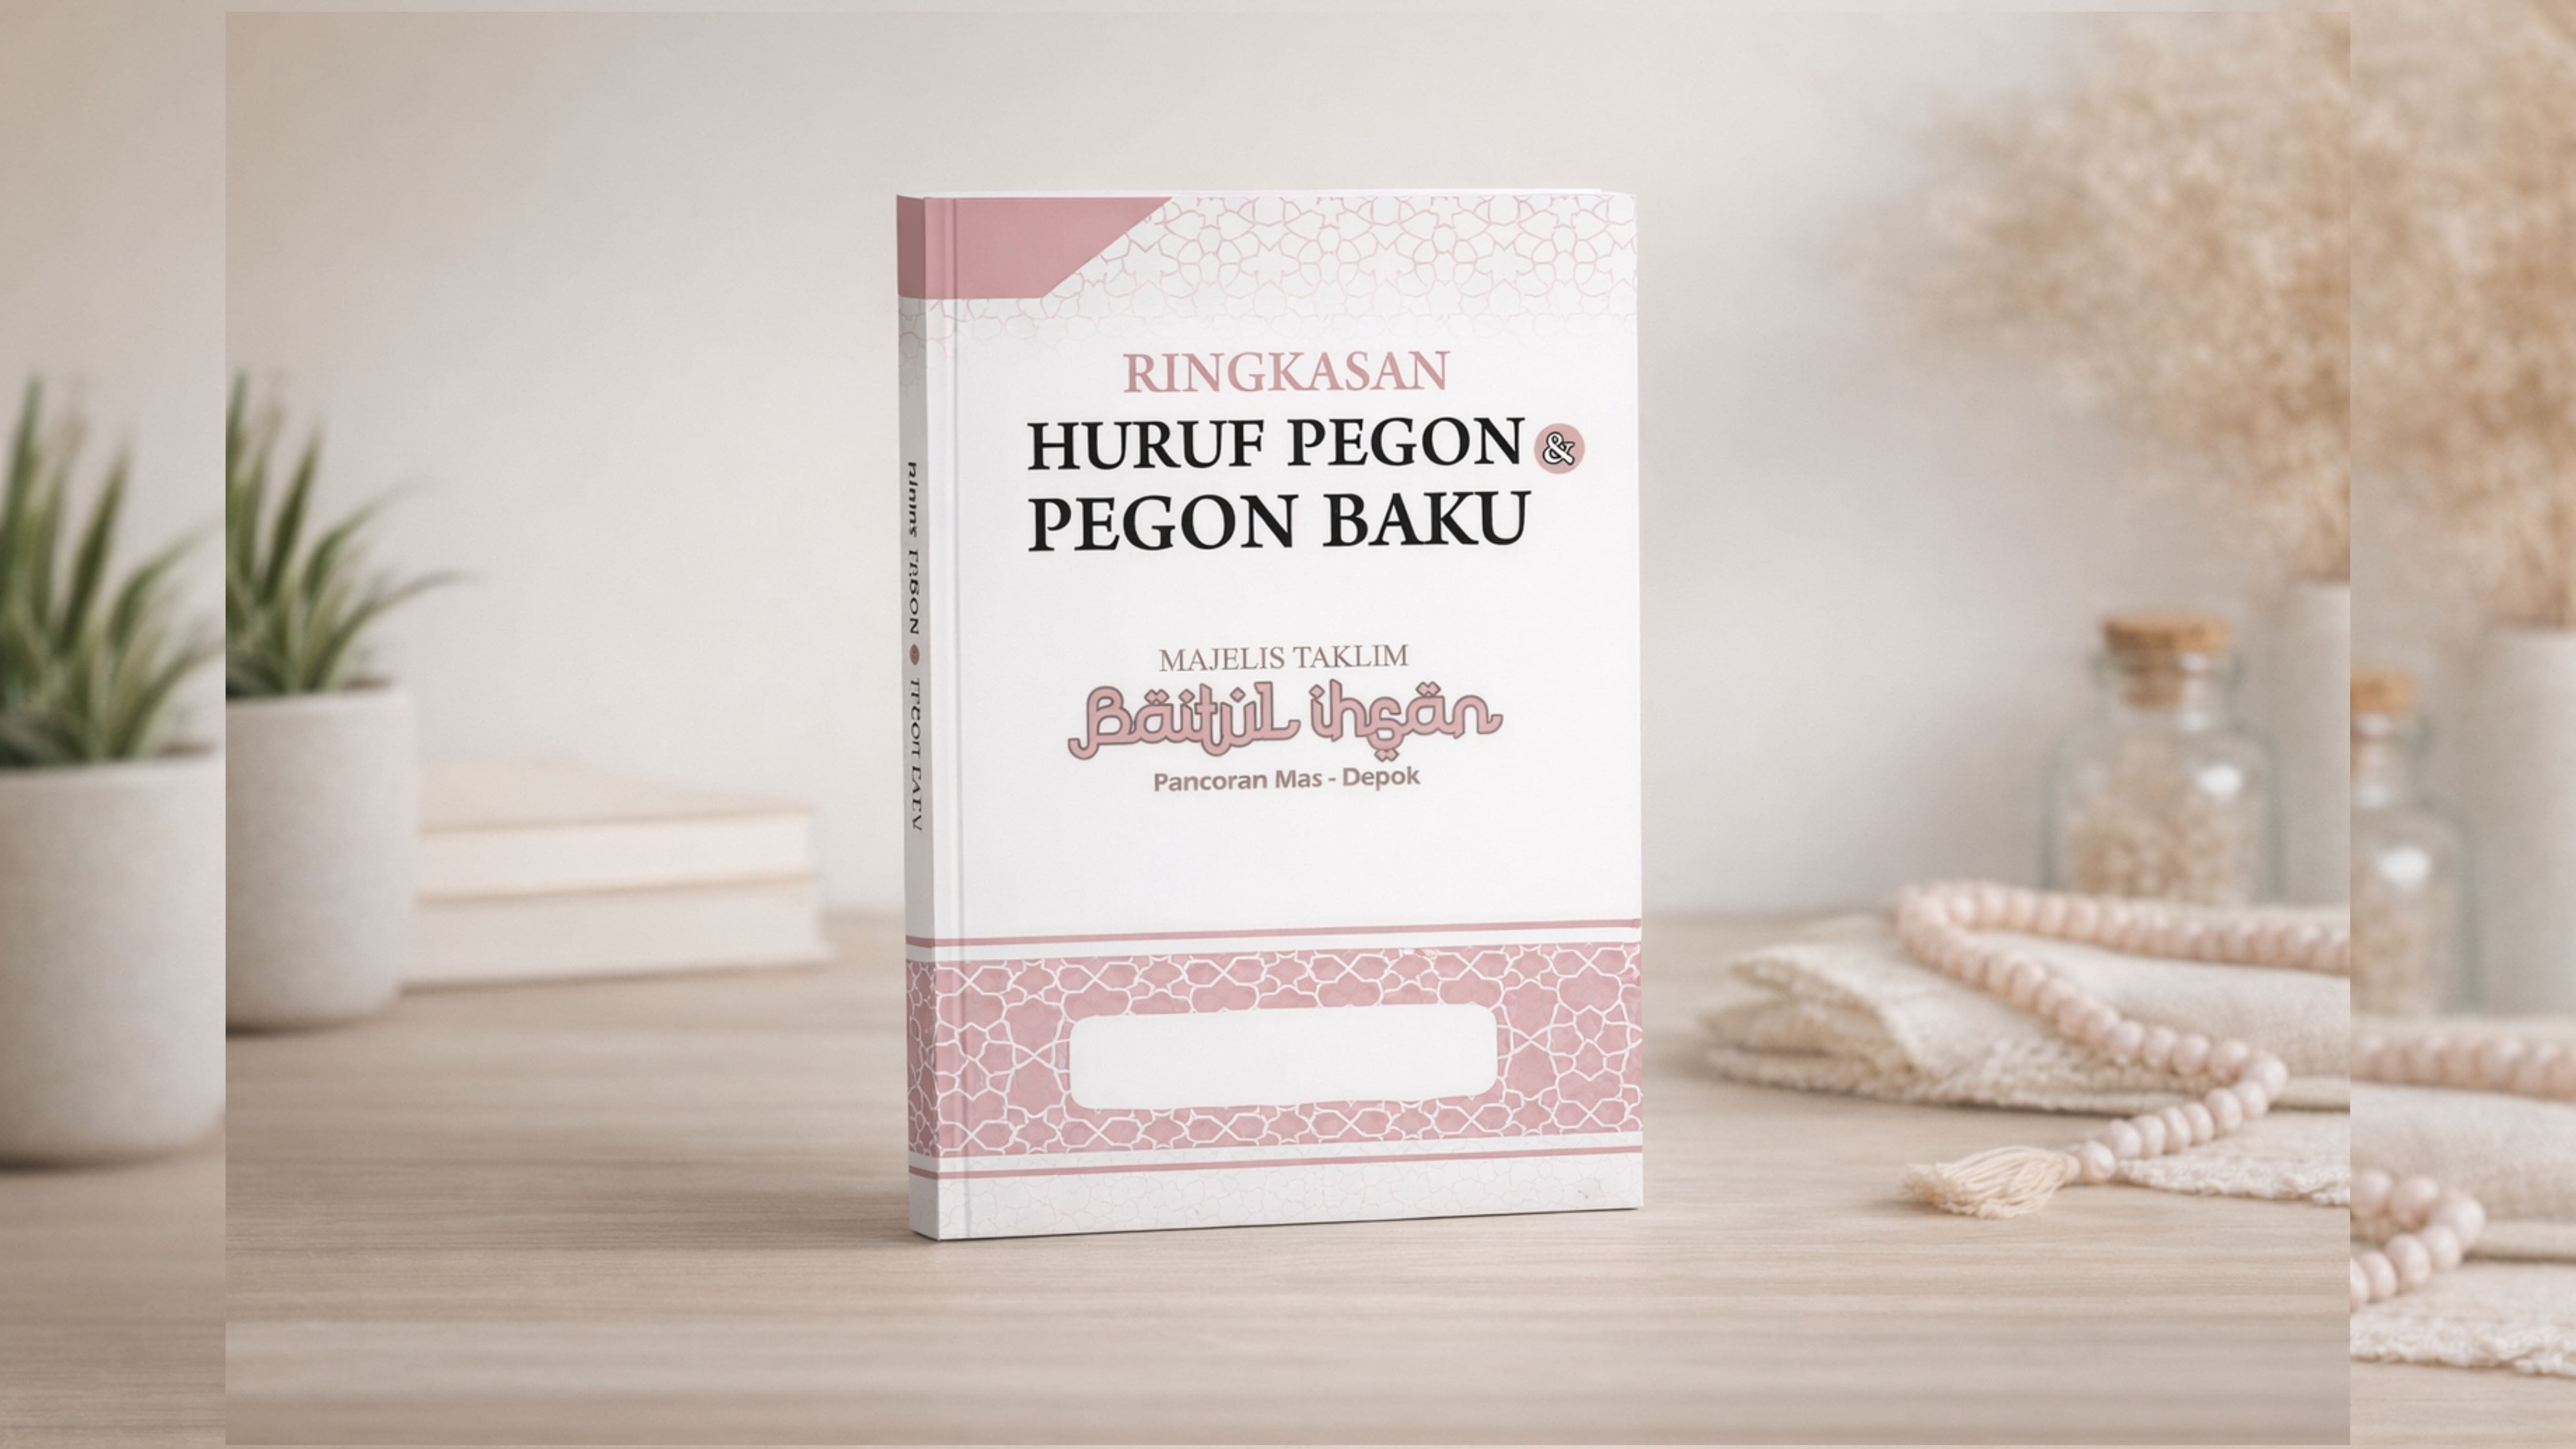 RINGKASAN
HURUF PEGON &
PEGON BAKU
MAJELIS TAKLIM
Baitul ihsan
Pancoran Mas - Depok